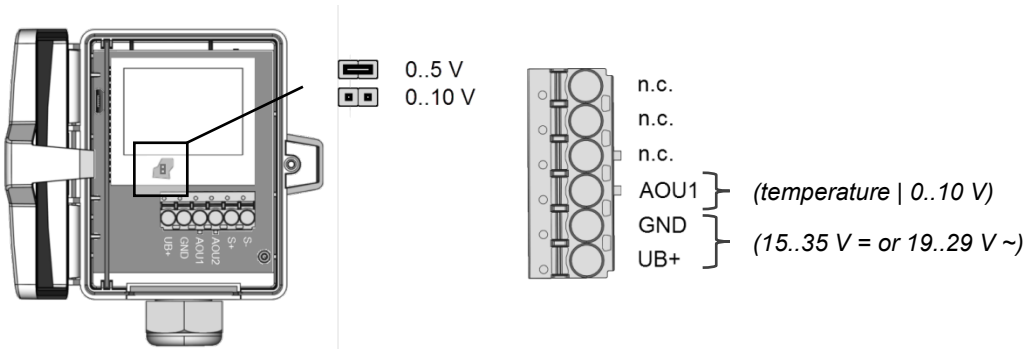 0..5 V
0..10 V
UB+
GND
AOU1
AOU2
S+
S-
n.c.
n.c.
n.c.
AOU1 (temperature | 0..10 V)
GND
UB+
(15..35 V = or 19..29 V ~)